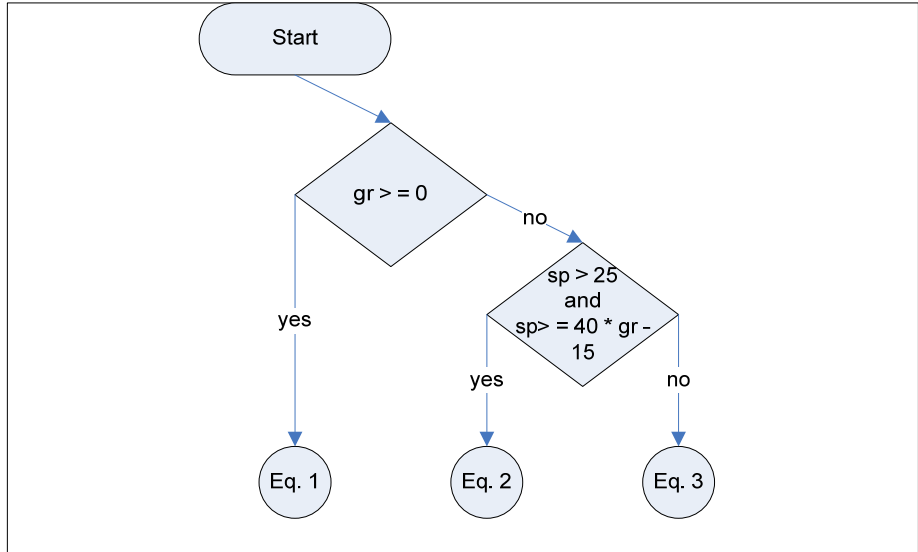 Start
gr > = 0
no
sp > 25
and
sp> = 40 * gr -
15
yes
yes
no
Eq. 1
Eq. 2
Eq. 3